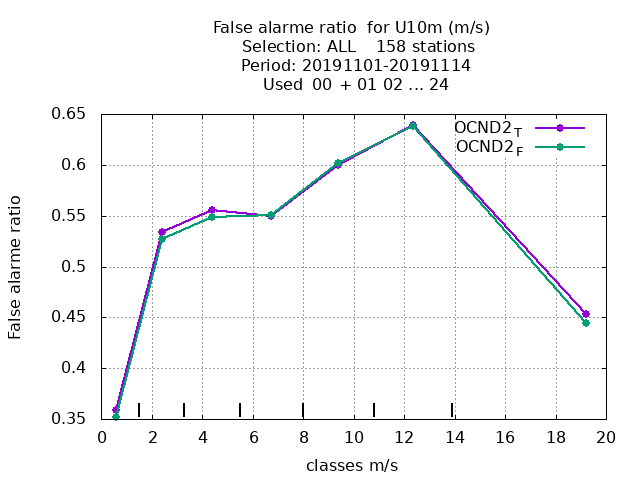 False alarme ratio  for U10m (m/s)
Selection: ALL    158 stations
Period: 20191101-20191114
Used  00  + 01 02 ... 24
OCND2T
OCND2F
0.65
0.6
0.55
0.5
0.45
0.4
0.35
False alarme ratio
0 2 4 6 8 10 12 14 16 18 20
classes m/s